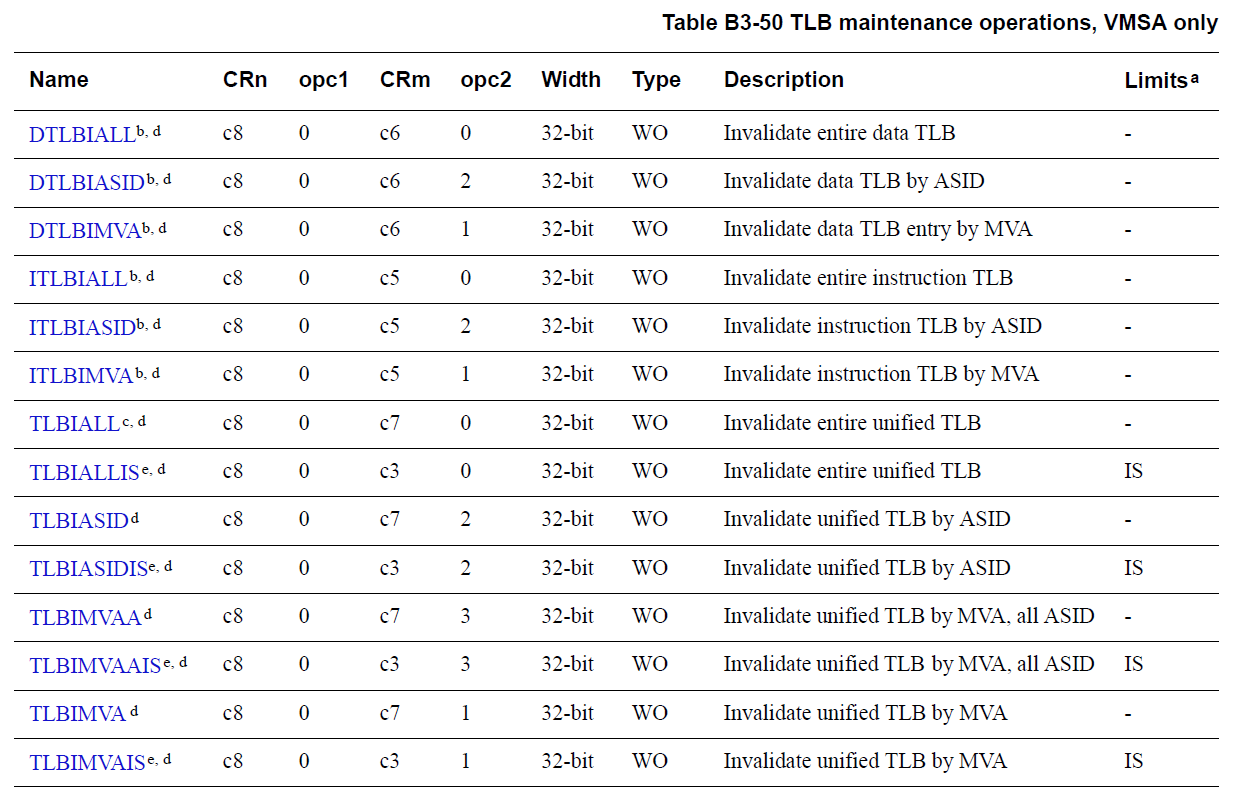 Table B3-50 TLB maintenance operations, VMSA only
Name CRn opc1 CRm opc2 Width Type Description Limits a
DTLBIALL b, d c8 0 c6 0 32-bit WO Invalidate entire data TLB -
DTLBIASID b, d c8 0 c6 2 32-bit WO Invalidate data TLB by ASID -
DTLBIMVA b, d c8 0 c6 1 32-bit WO Invalidate data TLB entry by MVA -
ITLBIALL b, d c8 0 c5 0 32-bit WO Invalidate entire instruction TLB -
ITLBIASID b, d c8 0 c5 2 32-bit WO Invalidate instruction TLB by ASID -
ITLBIMVA b, d c8 0 c5 1 32-bit WO Invalidate instruction TLB by MVA -
TLBIALL c, d c8 0 c7 0 32-bit WO Invalidate entire unified TLB -
TLBIALLIS e, d c8 0 c3 0 32-bit WO Invalidate entire unified TLB IS
TLBIASID d c8 0 c7 2 32-bit WO Invalidate unified TLB by ASID -
TLBIASIDIS e, d c8 0 c3 2 32-bit WO Invalidate unified TLB by ASID IS
TLBIMVAA d c8 0 c7 3 32-bit WO Invalidate unified TLB by MVA, all ASID -
TLBIMVAAIS e, d c8 0 c3 3 32-bit WO Invalidate unified TLB by MVA, all ASID IS
TLBIMVA d c8 0 c7 1 32-bit WO Invalidate unified TLB by MVA -
TLBIMVAIS e, d c8 0 c3 1 32-bit WO Invalidate unified TLB by MVA IS